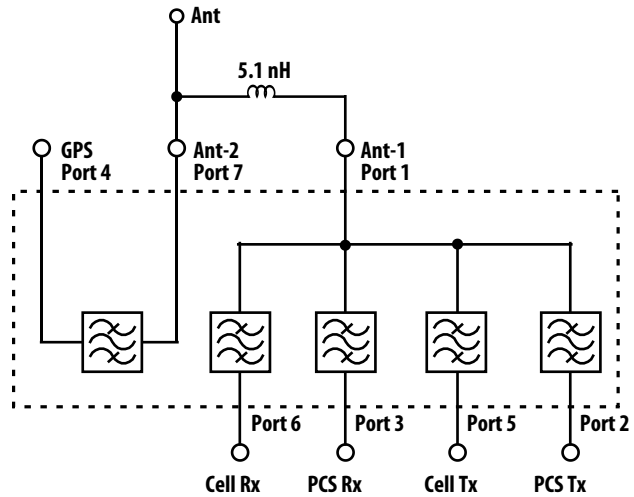 Ant
5.1 nH
GPS
Port 4
Ant-2
Port 7
Ant-1
Port 1
Port 6
Port 3
Port 5
Port 2
Cell Rx
PCS Rx
Cell Tx
PCS Tx